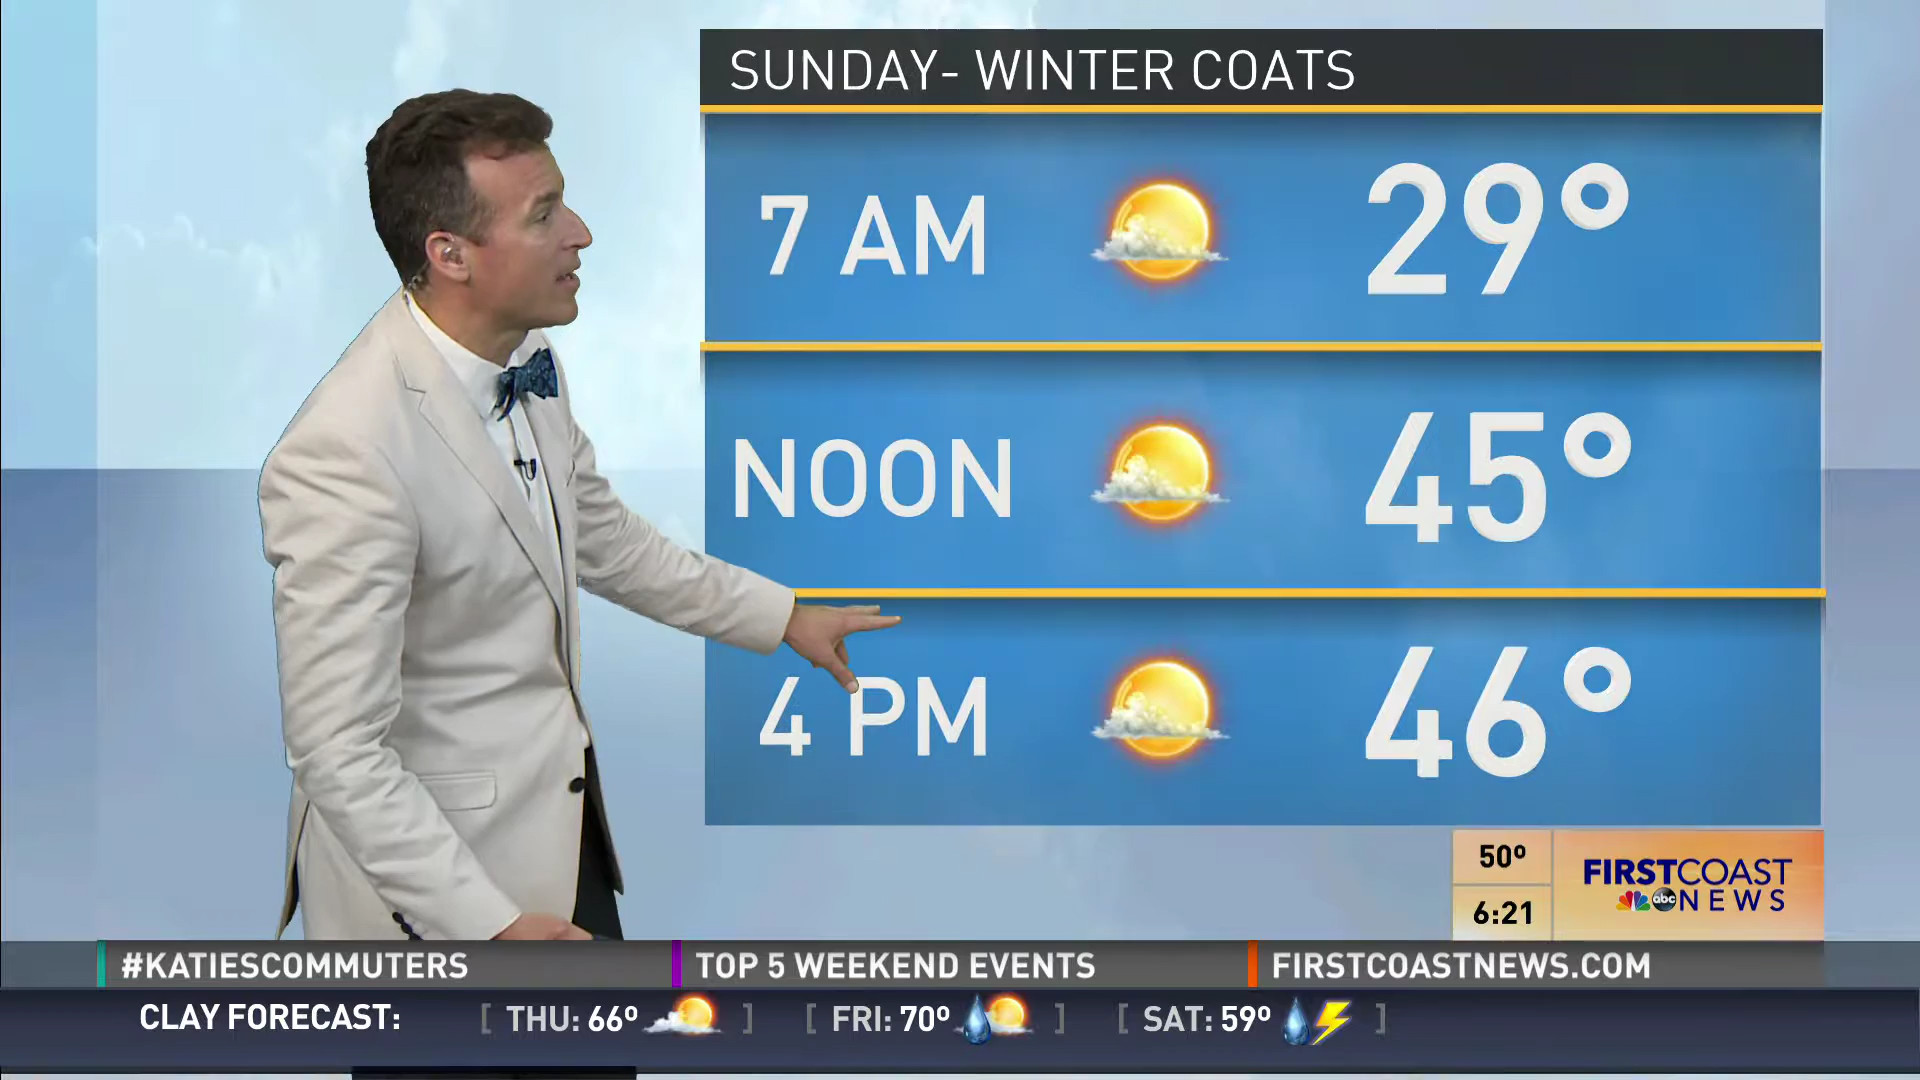 SUNDAY- WINTER COATS
7 AM 29°
NOON 45°
4 PM 46°
50°
6:21
FIRSTCOAST
abc NEWS
#KATIESCOMMUTERS
TOP 5 WEEKEND EVENTS
FIRSTCOASTNEWS.COM
CLAY FORECAST: [ THU: 66° ] [ FRI: 70° ] [ SAT: 59° ]